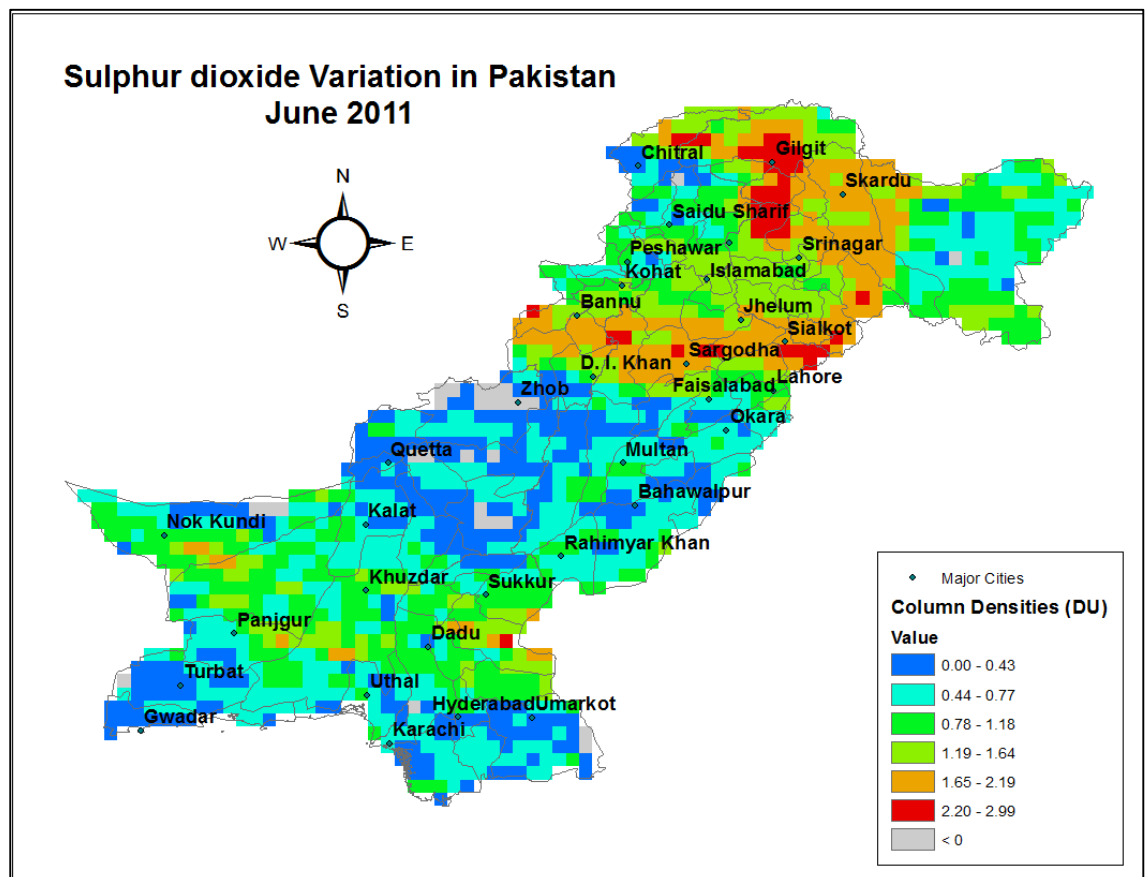 Sulphur dioxide Variation in Pakistan
June 2011
N
W
E
S
Chitral
Gilgit
Skardu
Saidu Sharif
Peshawar
Srinagar
Kohat
Islamabad
Bannu
Jhelum
Sialkot
Sargodha
D. I. Khan
Lahore
Faisalabad
Zhob
Okara
Quetta
Multan
Bahawalpur
Kalat
Nok Kundi
Rahimyar Khan
Khuzdar
Sukkur
Panjgur
Dadu
Turbat
Uthal
Hyderabad
Umarkot
Gwadar
Karachi
Major Cities
Column Densities (DU)
Value
0.00 - 0.43
0.44 - 0.77
0.78 - 1.18
1.19 - 1.64
1.65 - 2.19
2.20 - 2.99
< 0